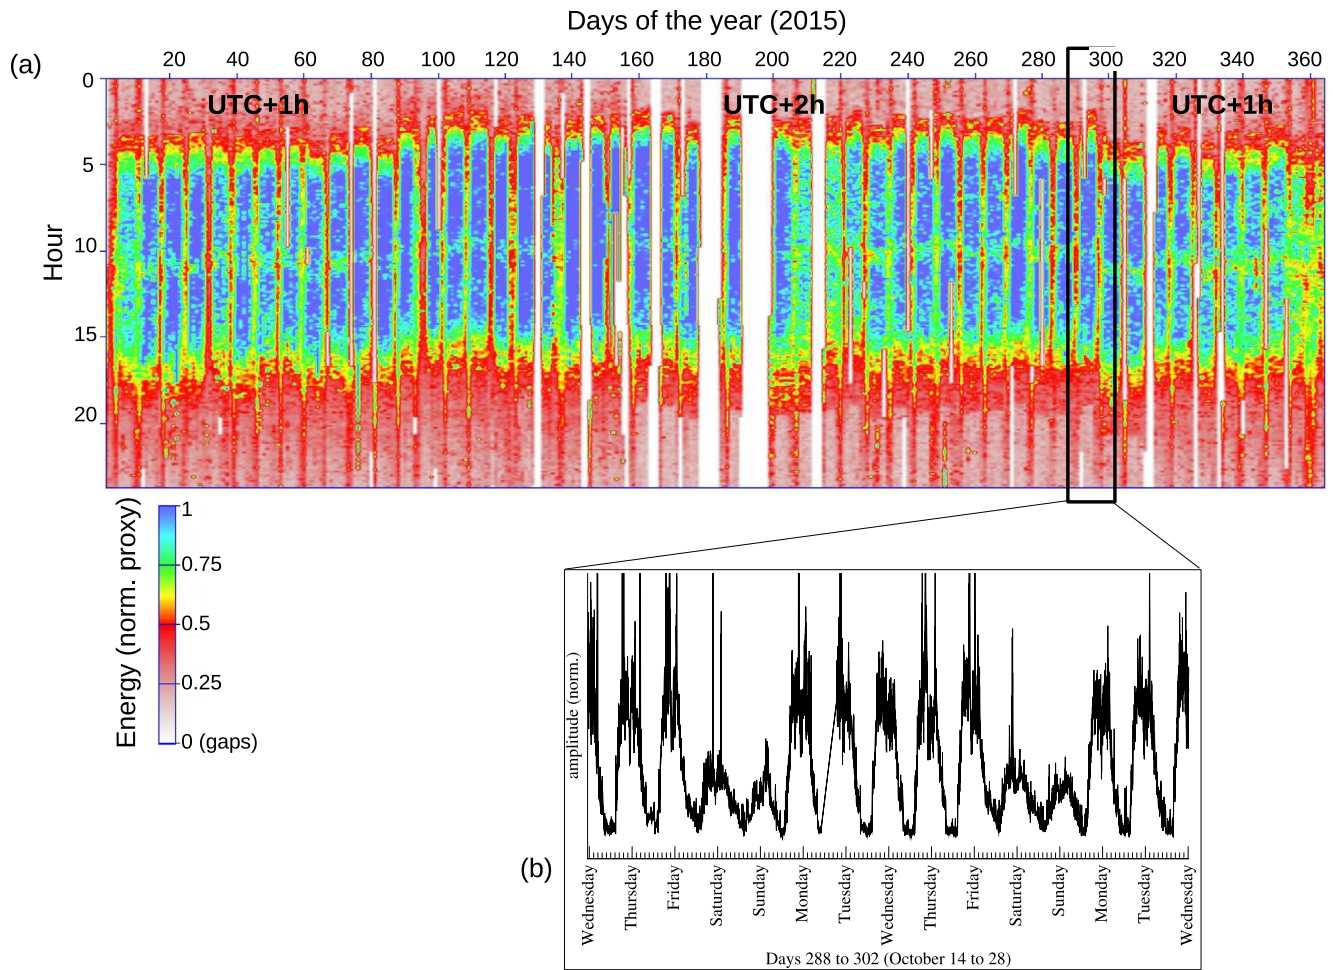 Days of the year (2015)
(a)
20 40 60 80 100 120 140 160 180 200 220 240 260 280 300 320 340 360
0
UTC+1h UTC+2h UTC+1h
5
10
15
20
Hour
Energy (norm. proxy)
1
0.75
0.5
0.25
0 (gaps)
(b)
amplitude (norm.)
Wednesday Thursday Friday Saturday Sunday Monday Tuesday Wednesday Thursday Friday Saturday Sunday Monday Tuesday Wednesday
Days 288 to 302 (October 14 to 28)